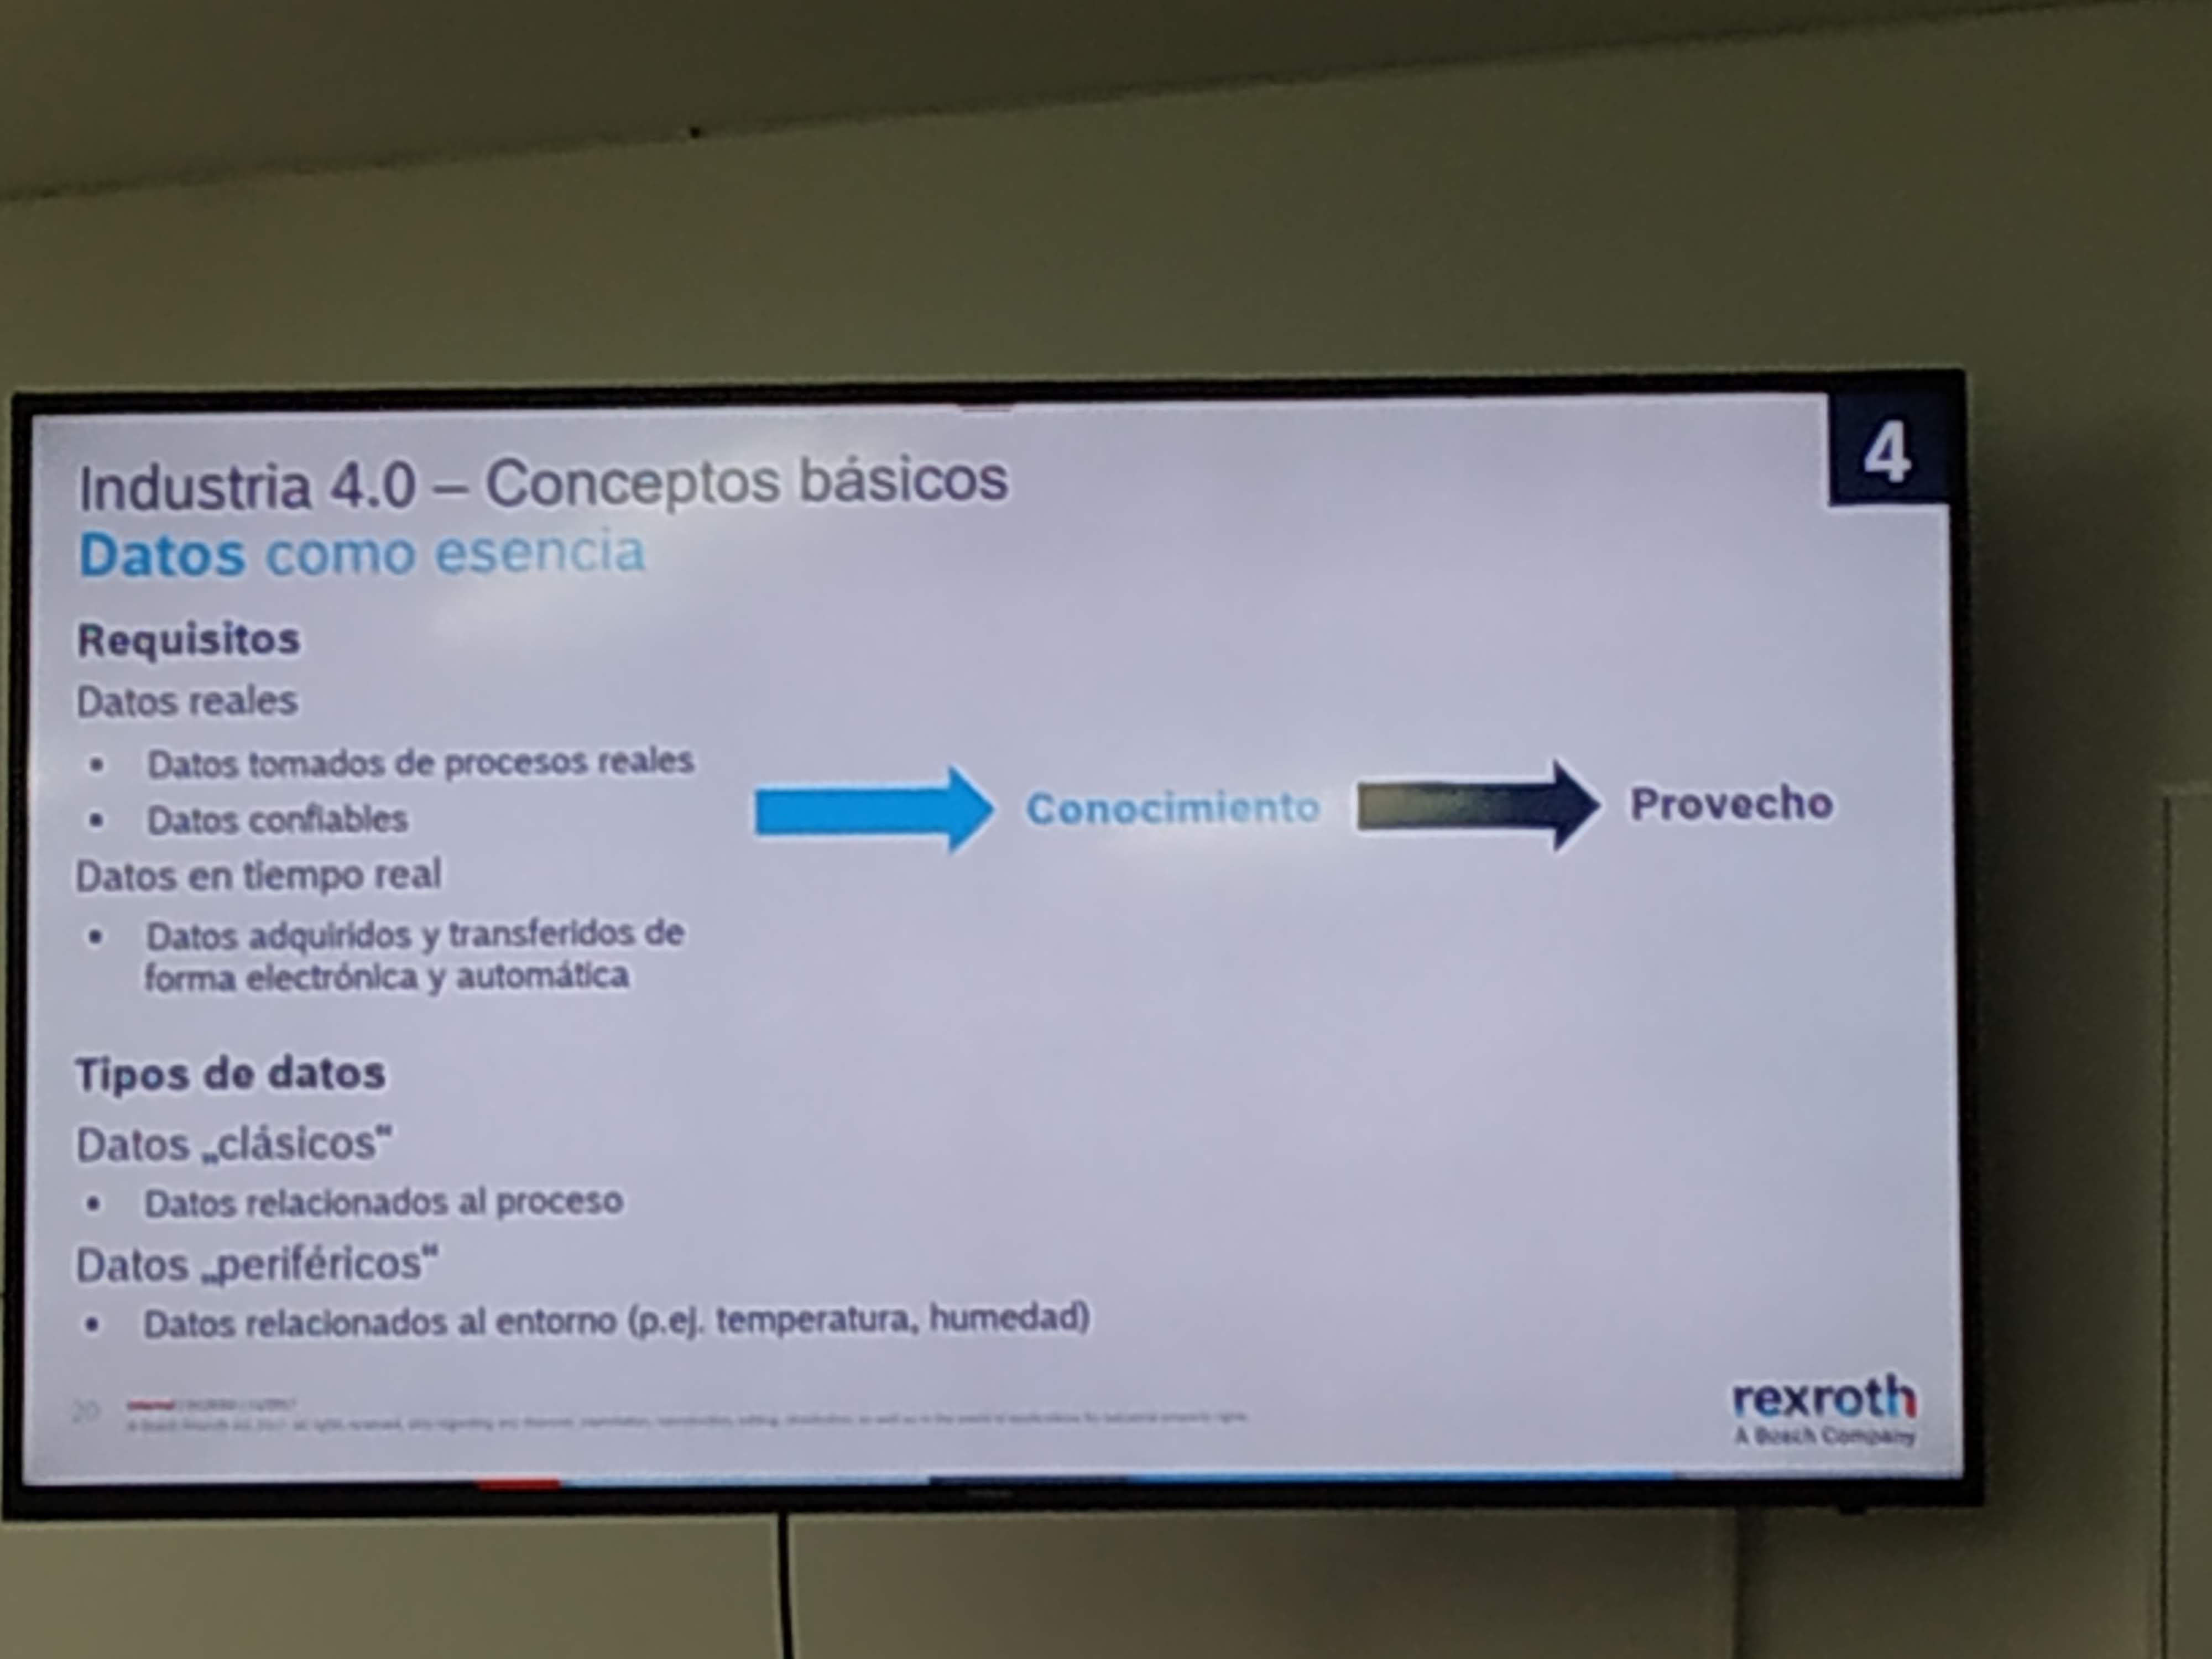 4
Industria 4.0 – Conceptos básicos
Datos como esencia
Requisitos
Datos reales
• Datos tomados de procesos reales
• Datos confiables
Datos en tiempo real
• Datos adquiridos y transferidos de
forma electrónica y automática
Conocimiento
Provecho
Tipos de datos
Datos „clásicos“
• Datos relacionados al proceso
Datos „periféricos“
• Datos relacionados al entorno (p.ej. temperatura, humedad)
20
rexroth
A Bosch Company